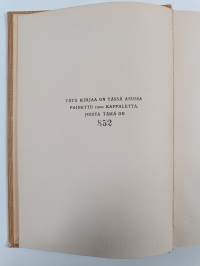 TÄTÄ KIRJAA ON TÄSSÄ ASUSSA
PAINETTU 1000 KAPPALETTA,
JOISTA TÄMÄ ON
852